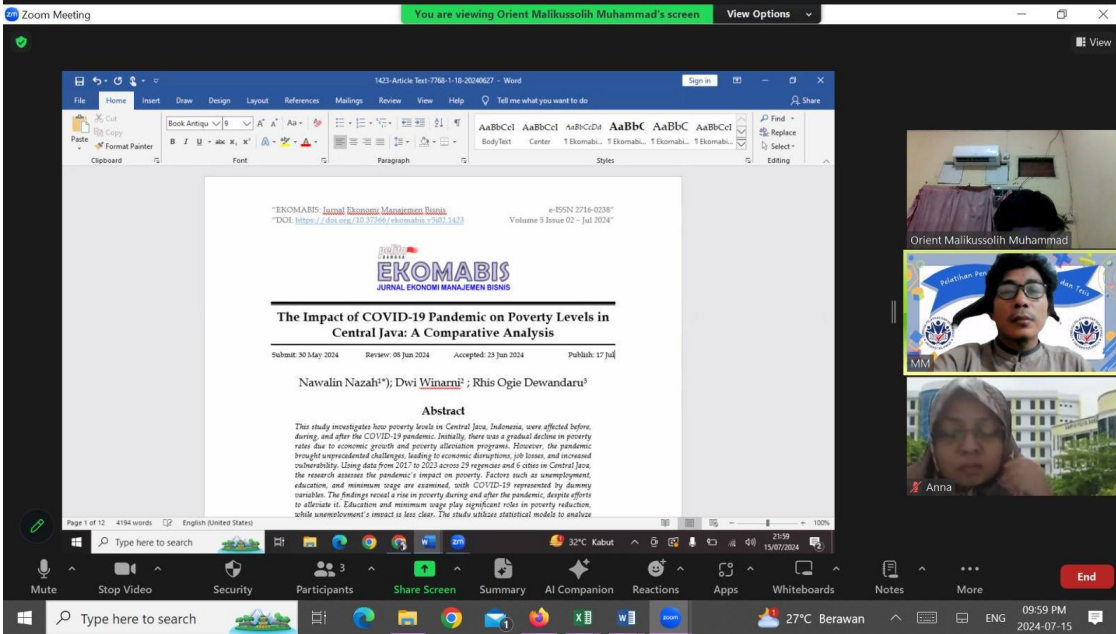 Zoom Meeting
You are viewing Orient Malikussolih Muhammad's screen
View Options
View
1423-Article Text-7768-1-18-20240627 - Word
Sign in
File Home Insert Draw Design Layout References Mailings Review View Help Tell me what you want to do Share
Paste
Cut
Copy
Format Painter
Clipboard
Book Antiqu 9
Font
Paragraph
AaBbCcI AaBbCcI AaBbCcDd AaBbC AaBbC AaBbCcI
BodyText Center ¶ Ekomabi... ¶ Ekomabi... ¶ Ekomabi... ¶ Ekomabi...
Styles
Find
Replace
Select
Editing
"EKOMABIS: Jurnal Ekonomi Manajemen Bisnis e-ISSN 2716-0238"
"DOI: https://doi.org/10.37366/ekomabis.v5i02.1423 Volume 5 Issue 02 – Jul 2024"
pelita
BANGSA
EKOMABIS
JURNAL EKONOMI MANAJEMEN BISNIS
The Impact of COVID-19 Pandemic on Poverty Levels in
Central Java: A Comparative Analysis
Submit: 30 May 2024 Review: 08 Jun 2024 Accepted: 23 Jun 2024 Publish: 17 Jul
Nawalin Nazah¹*); Dwi Winarni² ; Rhis Ogie Dewandaru³
Abstract
This study investigates how poverty levels in Central Java, Indonesia, were affected before,
during, and after the COVID-19 pandemic. Initially, there was a gradual decline in poverty
rates due to economic growth and poverty alleviation programs. However, the pandemic
brought unprecedented challenges, leading to economic disruptions, job losses, and increased
vulnerability. Using data from 2017 to 2023 across 29 regencies and 6 cities in Central Java,
the research assesses the pandemic's impact on poverty. Factors such as unemployment,
education, and minimum wage are examined, with COVID-19 represented by dummy
variables. The findings reveal a rise in poverty during and after the pandemic, despite efforts
to alleviate it. Education and minimum wage play significant roles in poverty reduction,
while unemployment's impact is less clear. The study utilizes statistical models to analyze
Page 1 of 12 4194 words English (United States) 100%
Type here to search 32°C Kabut 21:59
15/07/2024
Orient Malikussolih Muhammad
Pelatihan Pen dan Tesis
MM
Anna
Mute Stop Video Security Participants 3 Share Screen Summary AI Companion Reactions Apps Whiteboards Notes More End
Type here to search 27°C Berawan ENG 09:59 PM
2024-07-15